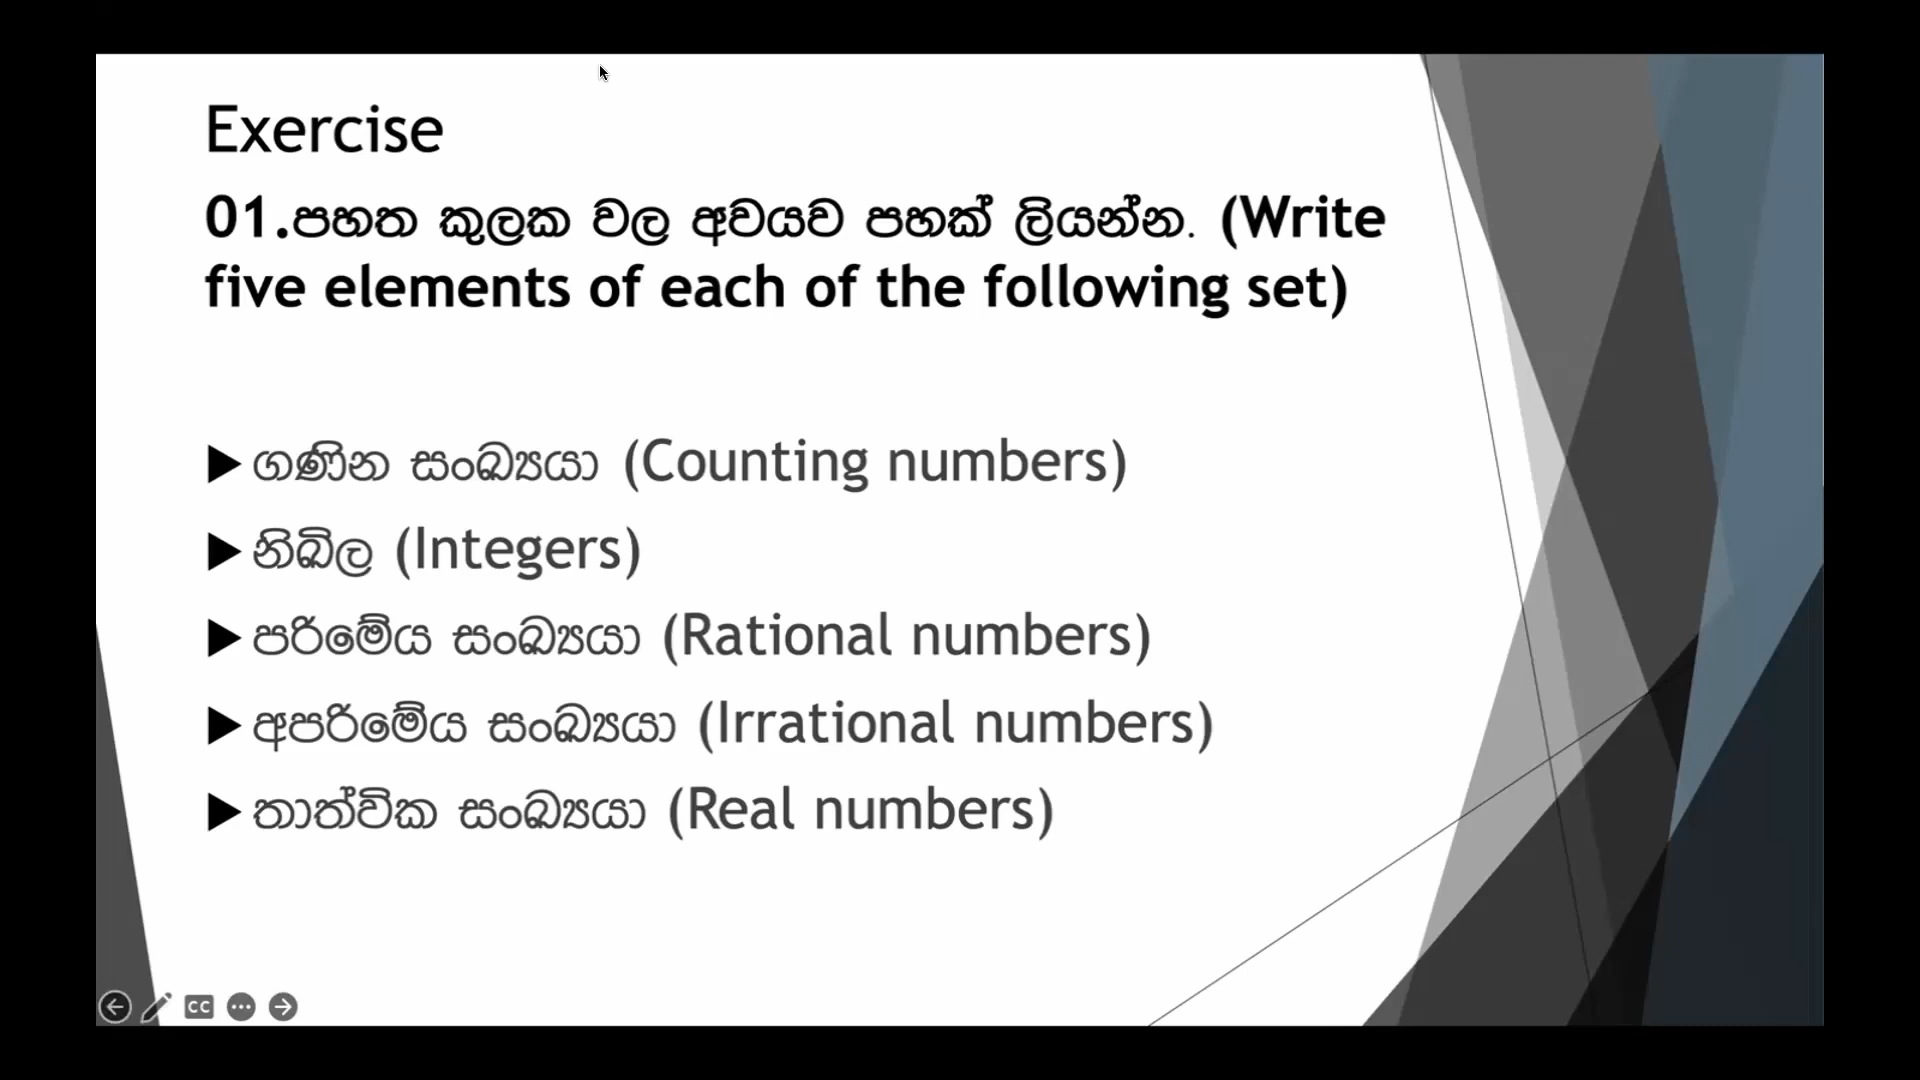 Exercise
01.පහත කුලක වල අවයව පහක් ලියන්න. (Write
five elements of each of the following set)
ගණින සංඛ්‍යයා (Counting numbers)
නිඛිල (Integers)
පරිමේය සංඛ්‍යයා (Rational numbers)
අපරිමේය සංඛ්‍යයා (Irrational numbers)
තාත්වික සංඛ්‍යයා (Real numbers)
CC